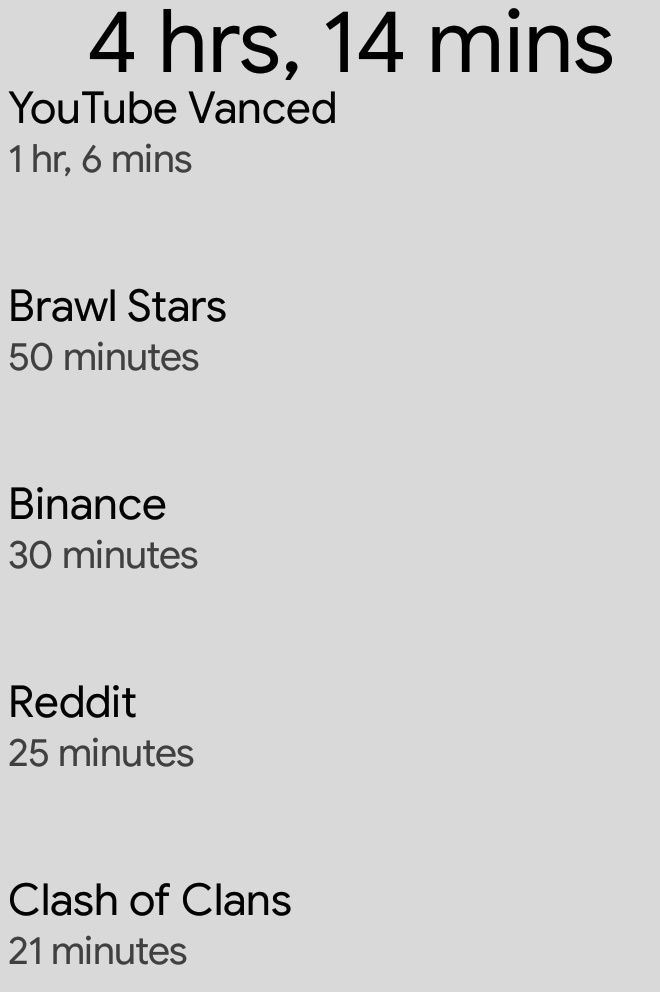 4 hrs, 14 mins
YouTube Vanced
1 hr, 6 mins
Brawl Stars
50 minutes
Binance
30 minutes
Reddit
25 minutes
Clash of Clans
21 minutes